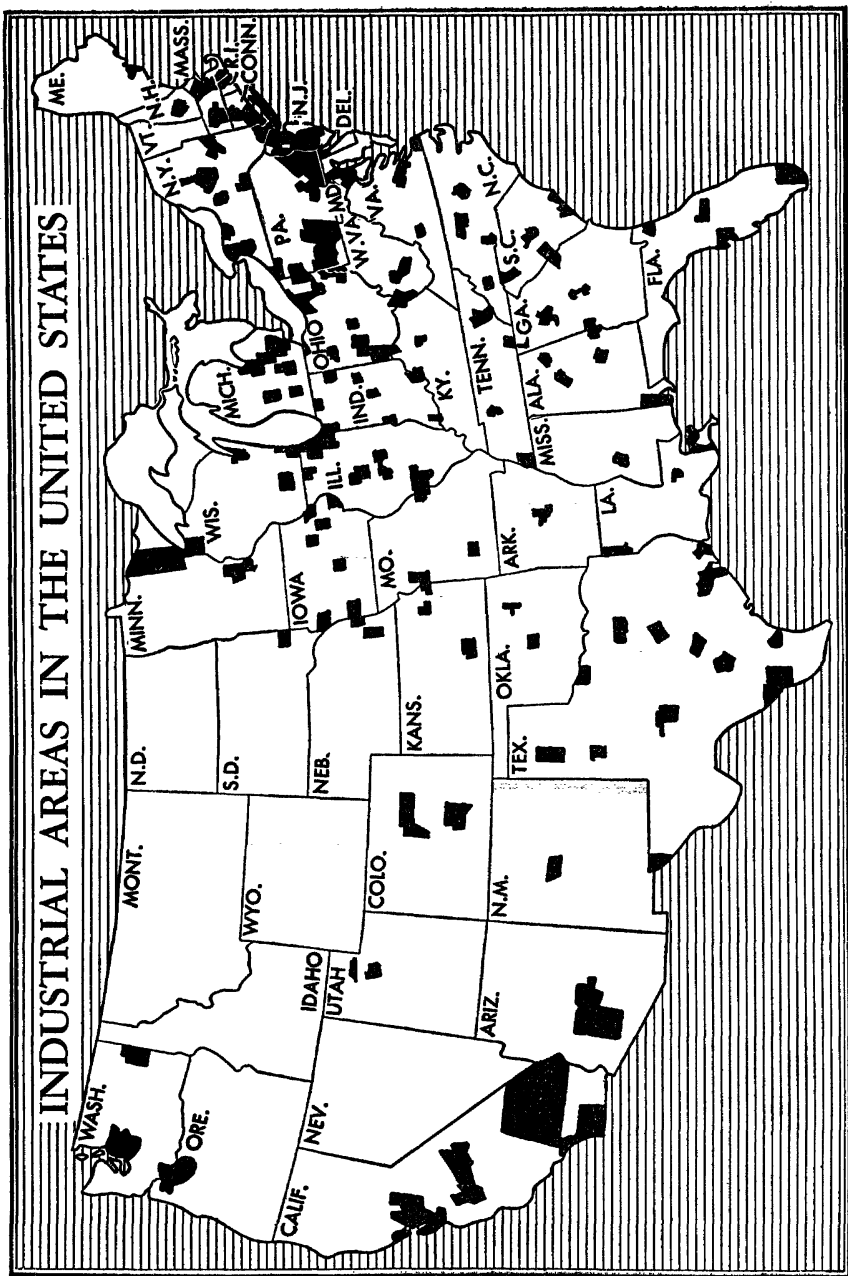 INDUSTRIAL AREAS IN THE UNITED STATES
WASH.
ORE.
CALIF.
NEV.
IDAHO
UTAH
ARIZ.
MONT.
WYO.
COLO.
N.M.
N.D.
S.D.
NEB.
KANS.
OKLA.
TEX.
MINN.
IOWA
MO.
ARK.
LA.
WIS.
ILL.
MICH.
IND.
OHIO
KY.
TENN.
MISS.
ALA.
GA.
FLA.
S.C.
N.C.
VA.
W.VA.
MD.
DEL.
PA.
N.J.
N.Y.
CONN.
R.I.
MASS.
VT.
N.H.
ME.